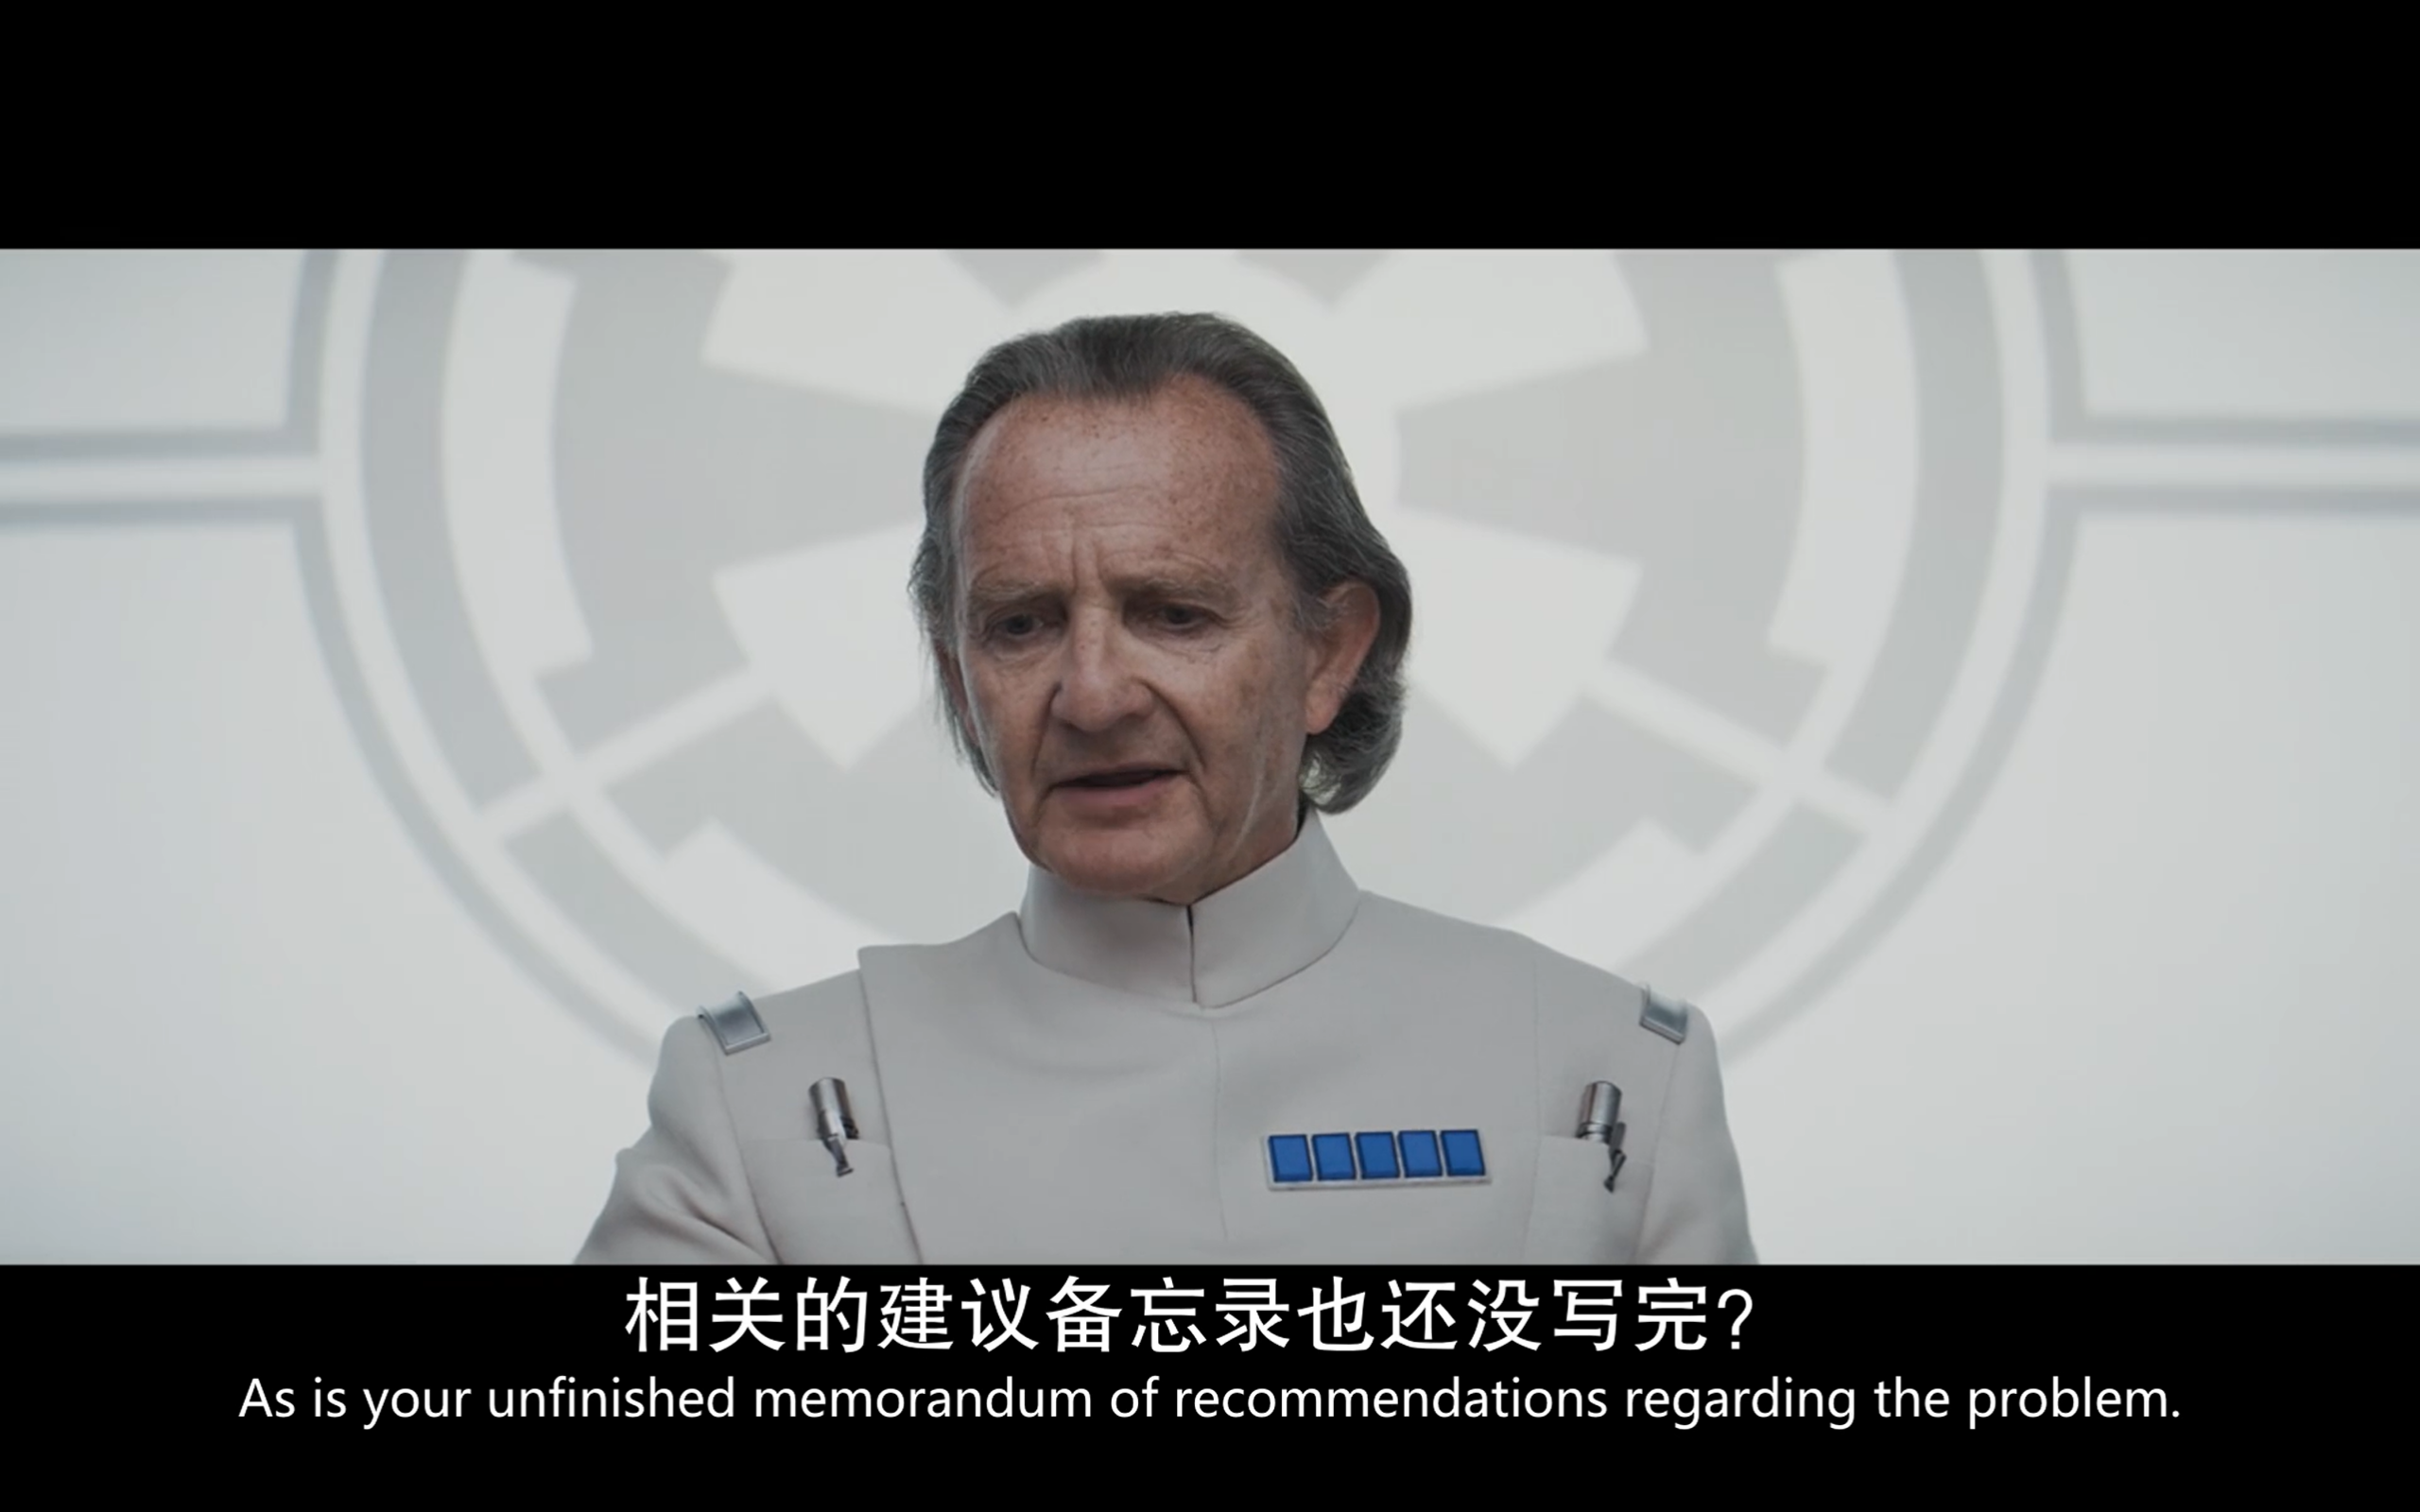 相关的建议备忘录也还没写完?
As is your unfinished memorandum of recommendations regarding the problem.